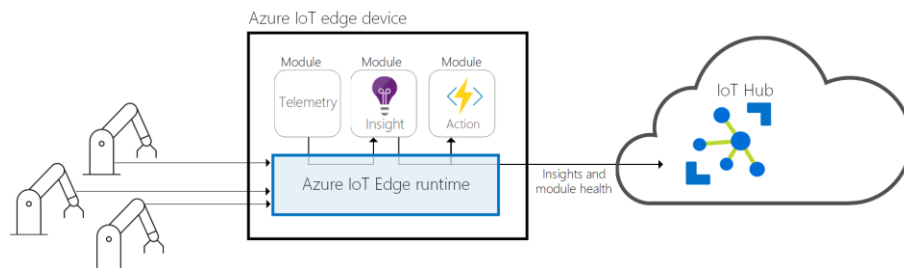 Azure IoT edge device
Module
Module
Module
Telemetry
Insight
Action
Azure IoT Edge runtime
Insights and
module health
IoT Hub